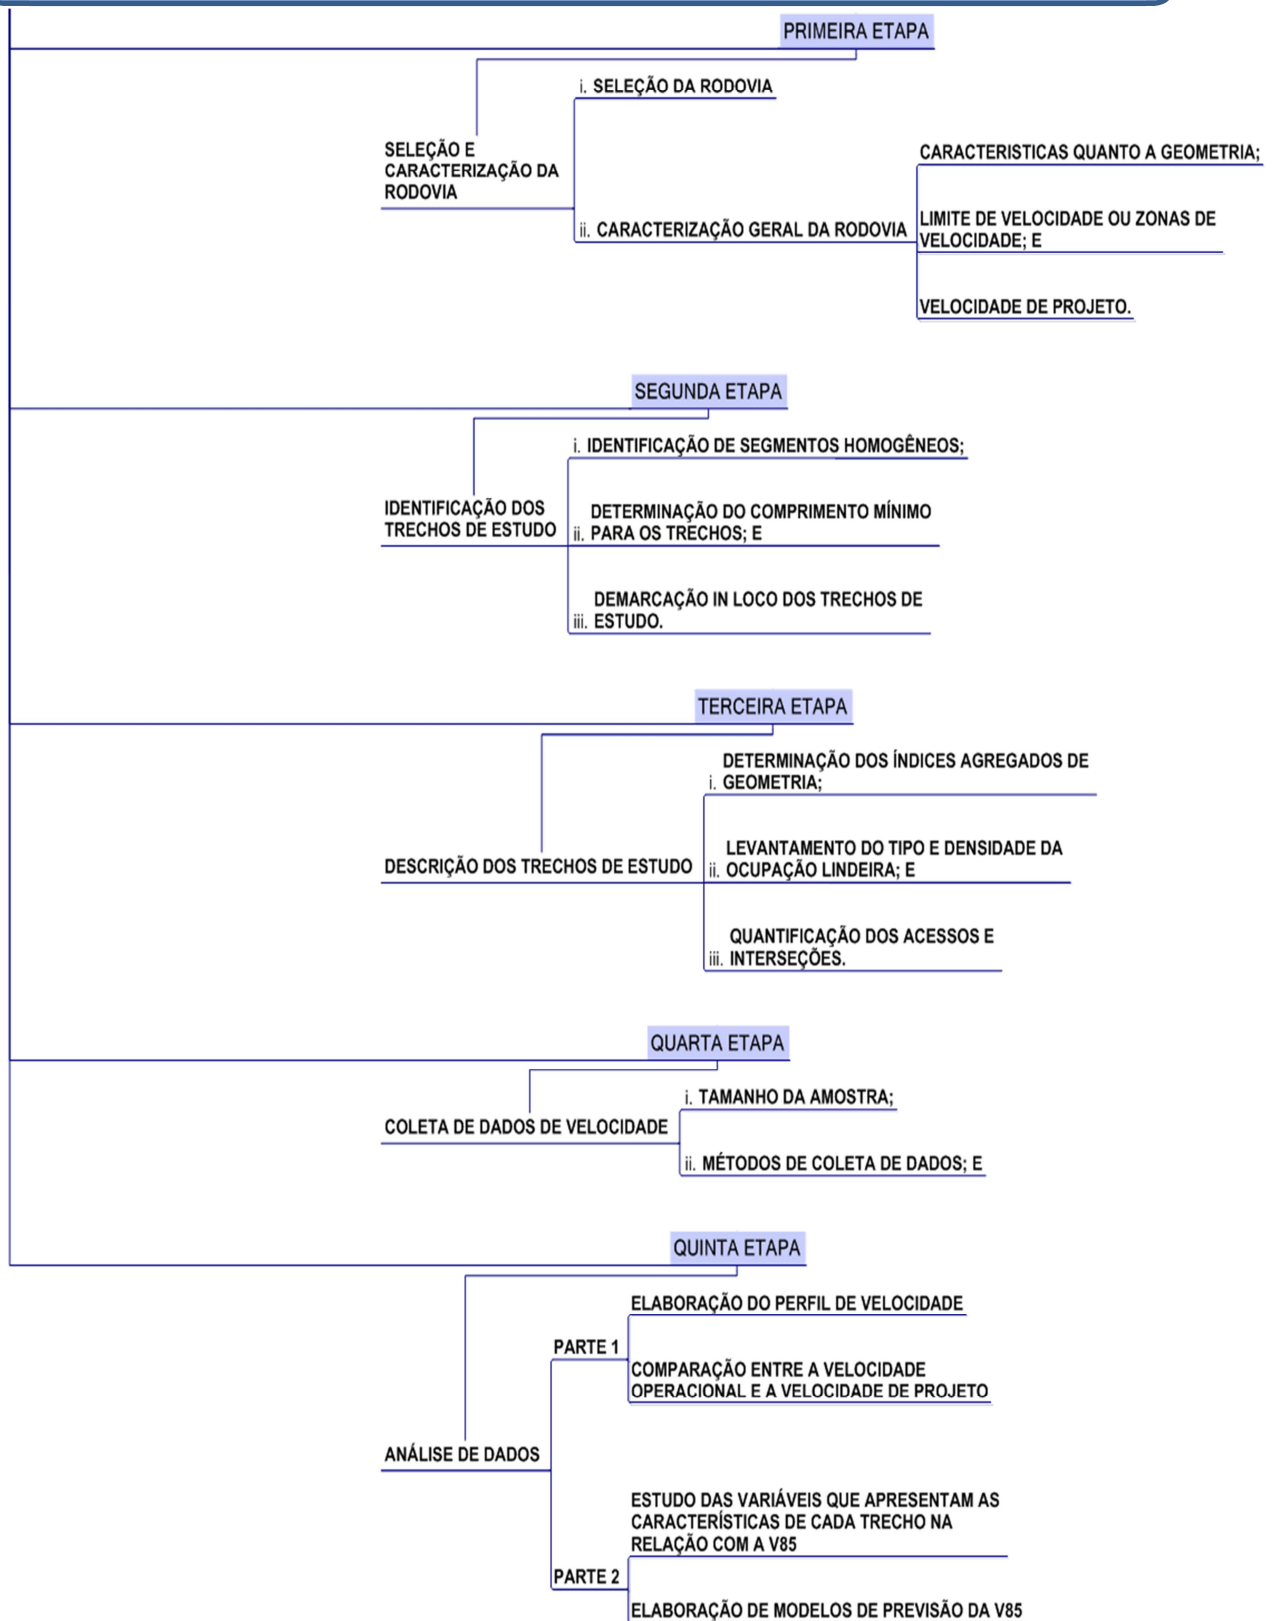 PRIMEIRA ETAPA
i. SELEÇÃO DA RODOVIA
SELEÇÃO E
CARACTERIZAÇÃO DA
RODOVIA
ii. CARACTERIZAÇÃO GERAL DA RODOVIA
CARACTERISTICAS QUANTO A GEOMETRIA;
LIMITE DE VELOCIDADE OU ZONAS DE
VELOCIDADE; E
VELOCIDADE DE PROJETO.
SEGUNDA ETAPA
IDENTIFICAÇÃO DOS
TRECHOS DE ESTUDO
i. IDENTIFICAÇÃO DE SEGMENTOS HOMOGÊNEOS;
DETERMINAÇÃO DO COMPRIMENTO MÍNIMO
ii. PARA OS TRECHOS; E
DEMARCAÇÃO IN LOCO DOS TRECHOS DE
iii. ESTUDO.
TERCEIRA ETAPA
DESCRIÇÃO DOS TRECHOS DE ESTUDO
DETERMINAÇÃO DOS ÍNDICES AGREGADOS DE
i. GEOMETRIA;
LEVANTAMENTO DO TIPO E DENSIDADE DA
ii. OCUPAÇÃO LINDEIRA; E
QUANTIFICAÇÃO DOS ACESSOS E
iii. INTERSEÇÕES.
QUARTA ETAPA
COLETA DE DADOS DE VELOCIDADE
i. TAMANHO DA AMOSTRA;
ii. MÉTODOS DE COLETA DE DADOS; E
QUINTA ETAPA
ANÁLISE DE DADOS
PARTE 1
ELABORAÇÃO DO PERFIL DE VELOCIDADE
COMPARAÇÃO ENTRE A VELOCIDADE
OPERACIONAL E A VELOCIDADE DE PROJETO
PARTE 2
ESTUDO DAS VARIÁVEIS QUE APRESENTAM AS
CARACTERÍSTICAS DE CADA TRECHO NA
RELAÇÃO COM A V85
ELABORAÇÃO DE MODELOS DE PREVISÃO DA V85